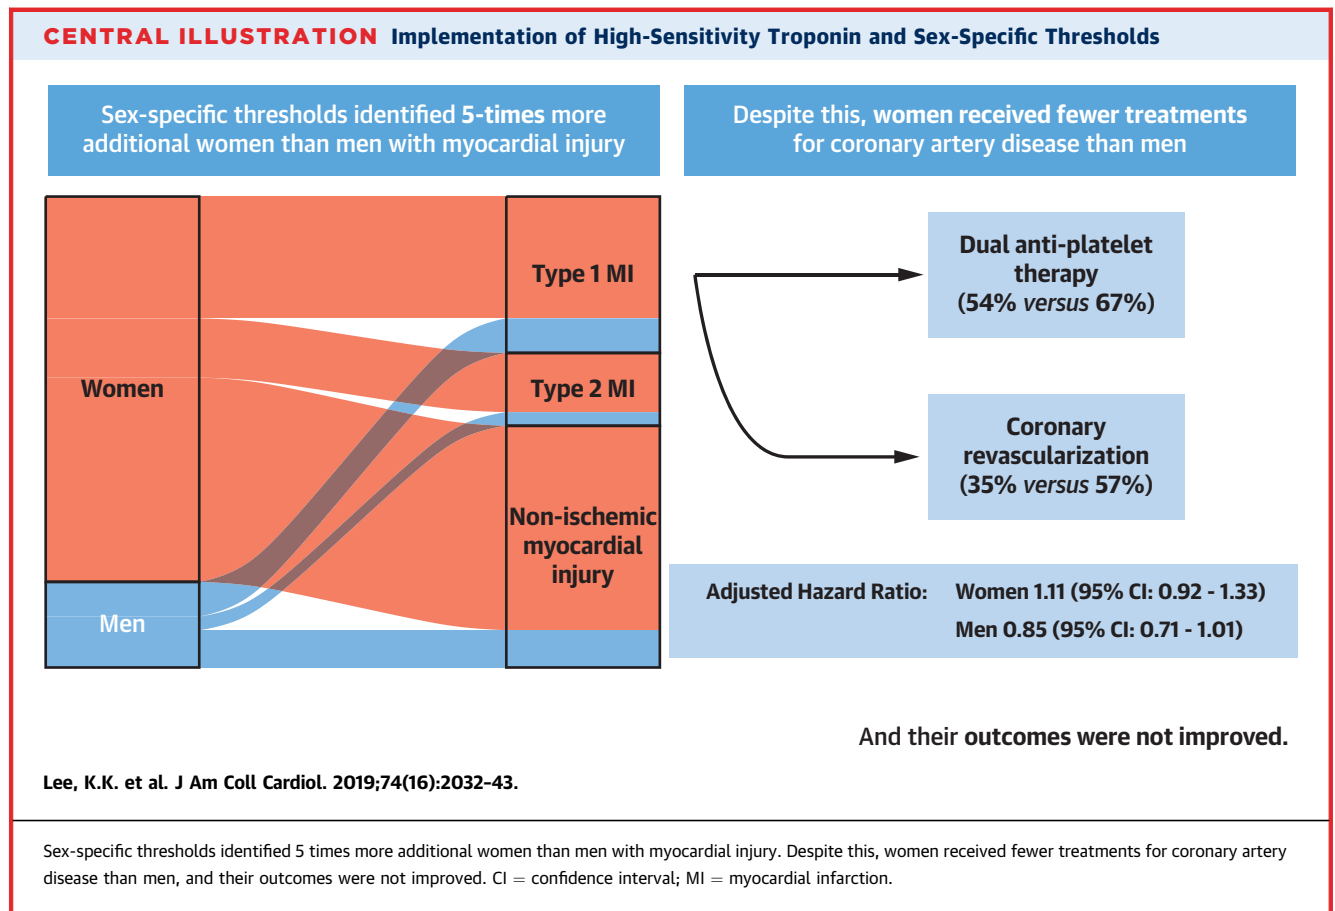 CENTRAL ILLUSTRATION Implementation of High-Sensitivity Troponin and Sex-Specific Thresholds
Sex-specific thresholds identified 5-times more
additional women than men with myocardial injury
Despite this, women received fewer treatments
for coronary artery disease than men
Women
Men
Type 1 MI
Type 2 MI
Non-ischemic
myocardial
injury
Dual anti-platelet
therapy
(54% versus 67%)
Coronary
revascularization
(35% versus 57%)
Adjusted Hazard Ratio: Women 1.11 (95% CI: 0.92 - 1.33)
Men 0.85 (95% CI: 0.71 - 1.01)
And their outcomes were not improved.
Lee, K.K. et al. J Am Coll Cardiol. 2019;74(16):2032–43.
Sex-specific thresholds identified 5 times more additional women than men with myocardial injury. Despite this, women received fewer treatments for coronary artery
disease than men, and their outcomes were not improved. CI = confidence interval; MI = myocardial infarction.